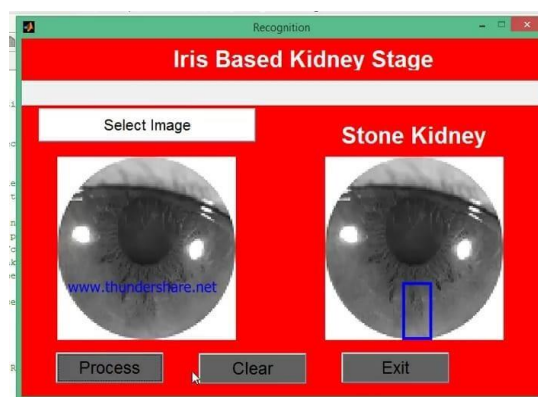 Recognition
Iris Based Kidney Stage
Select Image
Stone Kidney
www.thundershare.net
Process
Clear
Exit